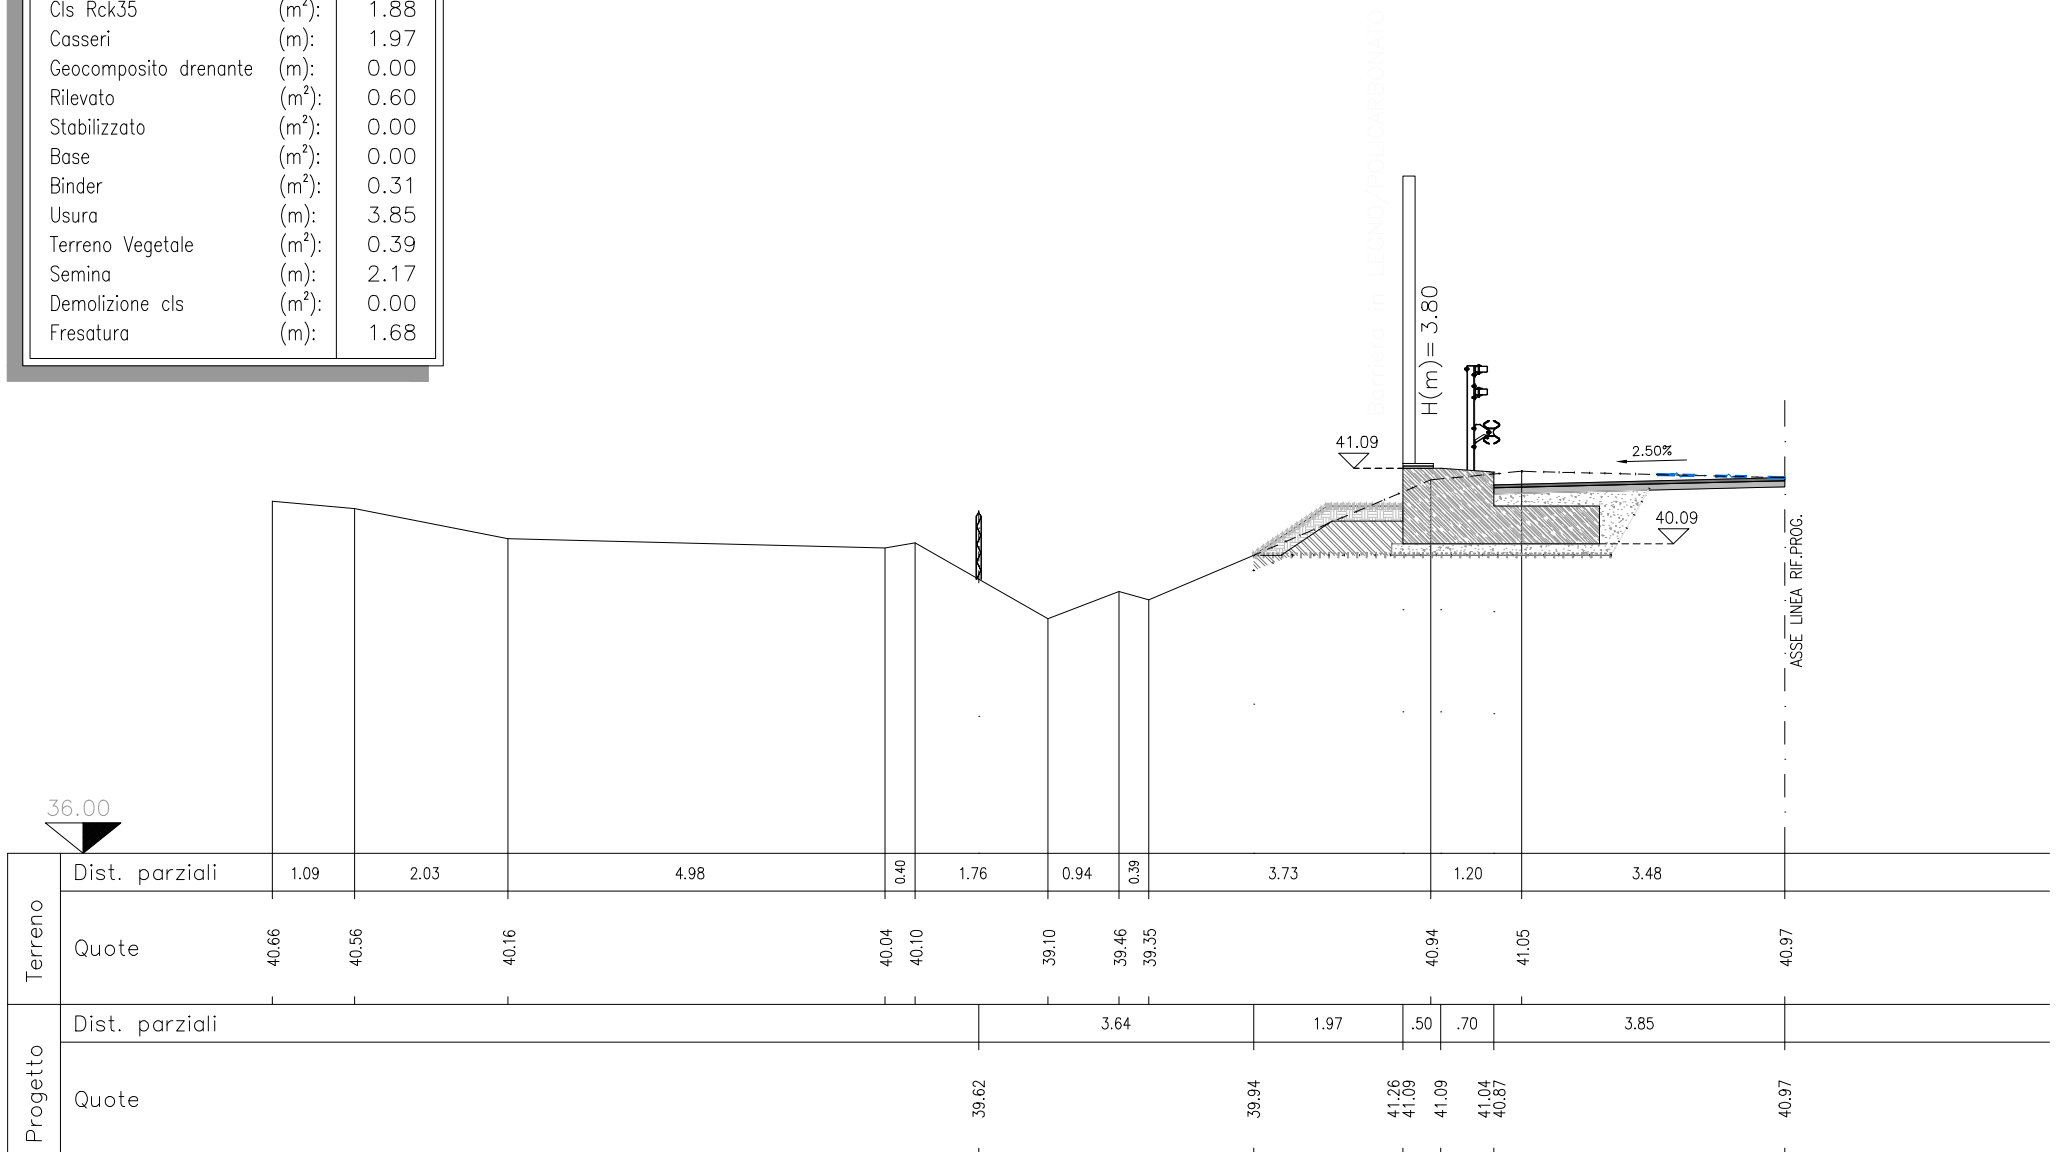 Cls Rck35 (m²): 1.88
Casseri (m): 1.97
Geocomposito drenante (m): 0.00
Rilevato (m²): 0.60
Stabilizzato (m²): 0.00
Base (m²): 0.00
Binder (m²): 0.31
Usura (m): 3.85
Terreno Vegetale (m²): 0.39
Semina (m): 2.17
Demolizione cls (m²): 0.00
Fresatura (m): 1.68
Barriera in LEGNO/POLICARBONATO
H(m)= 3.80
41.09
2.50%
40.09
ASSE LINEA RIF.PROG.
36.00
Terreno
Dist. parziali 1.09 2.03 4.98 0.40 1.76 0.94 0.39 3.73 1.20 3.48
Quote 40.66 40.56 40.16 40.04 40.10 39.10 39.46 39.35 40.94 41.05 40.97
Progetto
Dist. parziali 3.64 1.97 .50 .70 3.85
Quote 39.62 39.94 41.26 41.09 41.09 41.04 40.87 40.97